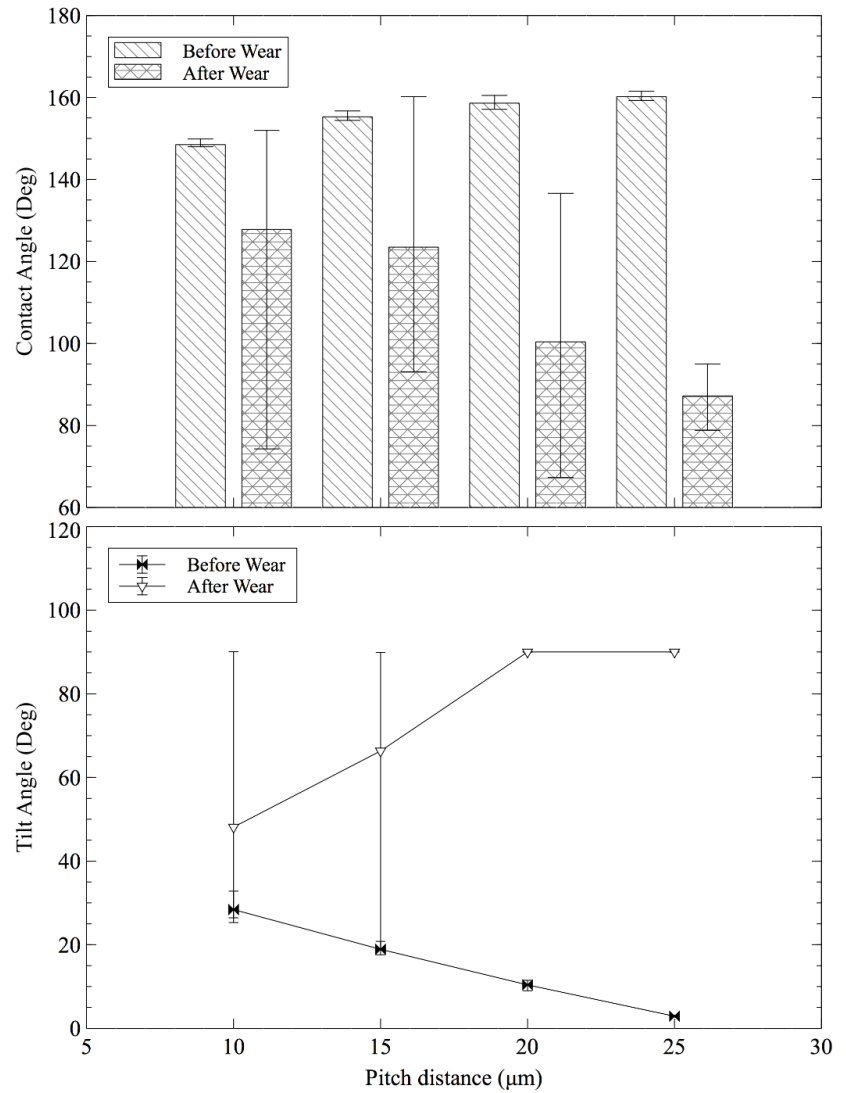 180
160
140
120
100
80
60
Contact Angle (Deg)
Before Wear
After Wear
120
100
80
60
40
20
0
Tilt Angle (Deg)
Before Wear
After Wear
5 10 15 20 25 30
Pitch distance (μm)